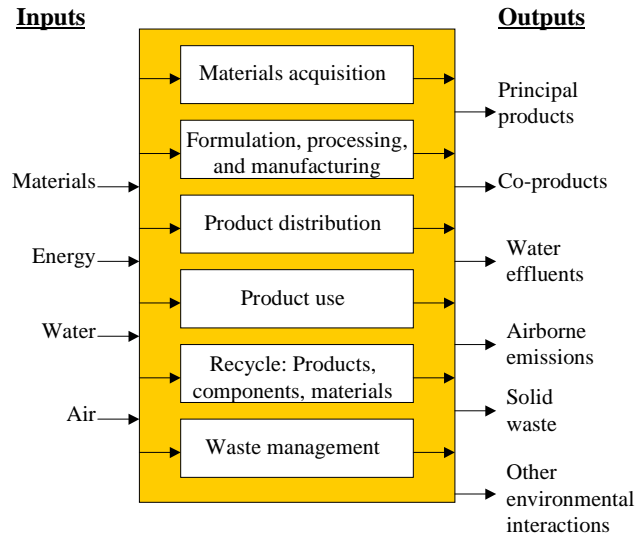 Inputs
Outputs
Materials acquisition
Formulation, processing,
and manufacturing
Product distribution
Product use
Recycle: Products,
components, materials
Waste management
Materials
Energy
Water
Air
Principal
products
Co-products
Water
effluents
Airborne
emissions
Solid
waste
Other
environmental
interactions